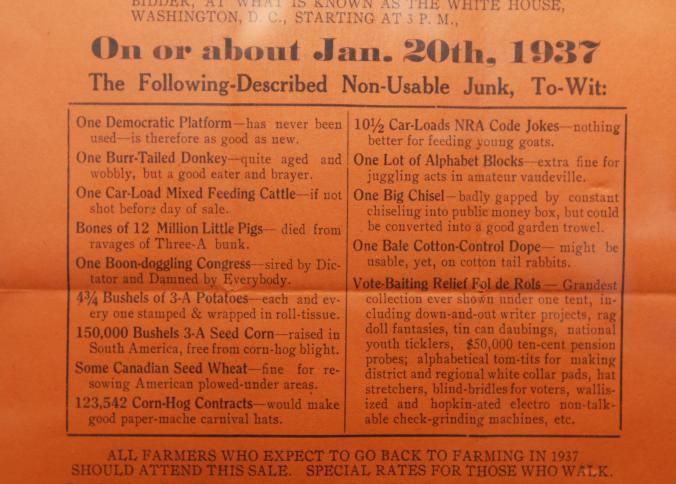 BIDDER, AT WHAT IS KNOWN AS THE WHITE HOUSE,
WASHINGTON, D. C., STARTING AT 3 P. M.,
On or about Jan. 20th, 1937
The Following-Described Non-Usable Junk, To-Wit:
One Democratic Platform—has never been
used—is therefore as good as new.
One Burr-Tailed Donkey—quite aged and
wobbly, but a good eater and brayer.
One Car-Load Mixed Feeding Cattle—if not
shot before day of sale.
Bones of 12 Million Little Pigs— died from
ravages of Three-A bunk.
One Boon-doggling Congress—sired by Dic-
tator and Damned by Everybody.
4¾ Bushels of 3-A Potatoes—each and ev-
ery one stamped & wrapped in roll-tissue.
150,000 Bushels 3-A Seed Corn—raised in
South America, free from corn-hog blight.
Some Canadian Seed Wheat—fine for re-
sowing American plowed-under areas.
123,542 Corn-Hog Contracts—would make
good paper-mache carnival hats.
10½ Car-Loads NRA Code Jokes—nothing
better for feeding young goats.
One Lot of Alphabet Blocks—extra fine for
juggling acts in amateur vaudeville.
One Big Chisel—badly gapped by constant
chiseling into public money box, but could
be converted into a good garden trowel.
One Bale Cotton-Control Dope— might be
usable, yet, on cotton tail rabbits.
Vote-Baiting Relief Fol de Rols — Grandest
collection ever shown under one tent, in-
cluding down-and-out writer projects, rag
doll fantasies, tin can daubings, national
youth ticklers, $50,000 ten-cent pension
probes; alphabetical tom-tits for making
district and regional white collar pads, hat
stretchers, blind-bridles for voters, wallis-
ized and hopkin-ated electro non-talk-
able check-grinding machines, etc.
ALL FARMERS WHO EXPECT TO GO BACK TO FARMING IN 1937
SHOULD ATTEND THIS SALE. SPECIAL RATES FOR THOSE WHO WALK.